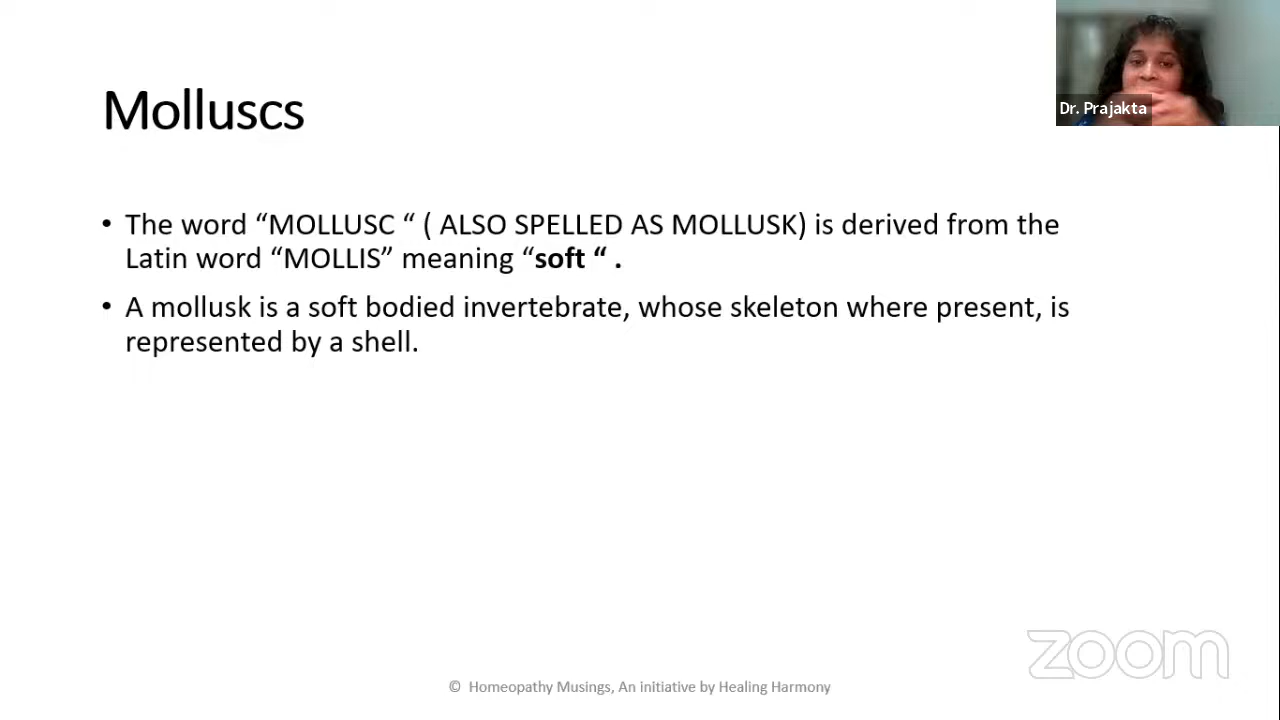 Molluscs
Dr. Prajakta
• The word “MOLLUSC “ ( ALSO SPELLED AS MOLLUSK) is derived from the
Latin word “MOLLIS” meaning “soft “ .
• A mollusk is a soft bodied invertebrate, whose skeleton where present, is
represented by a shell.
zoom
© Homeopathy Musings, An initiative by Healing Harmony